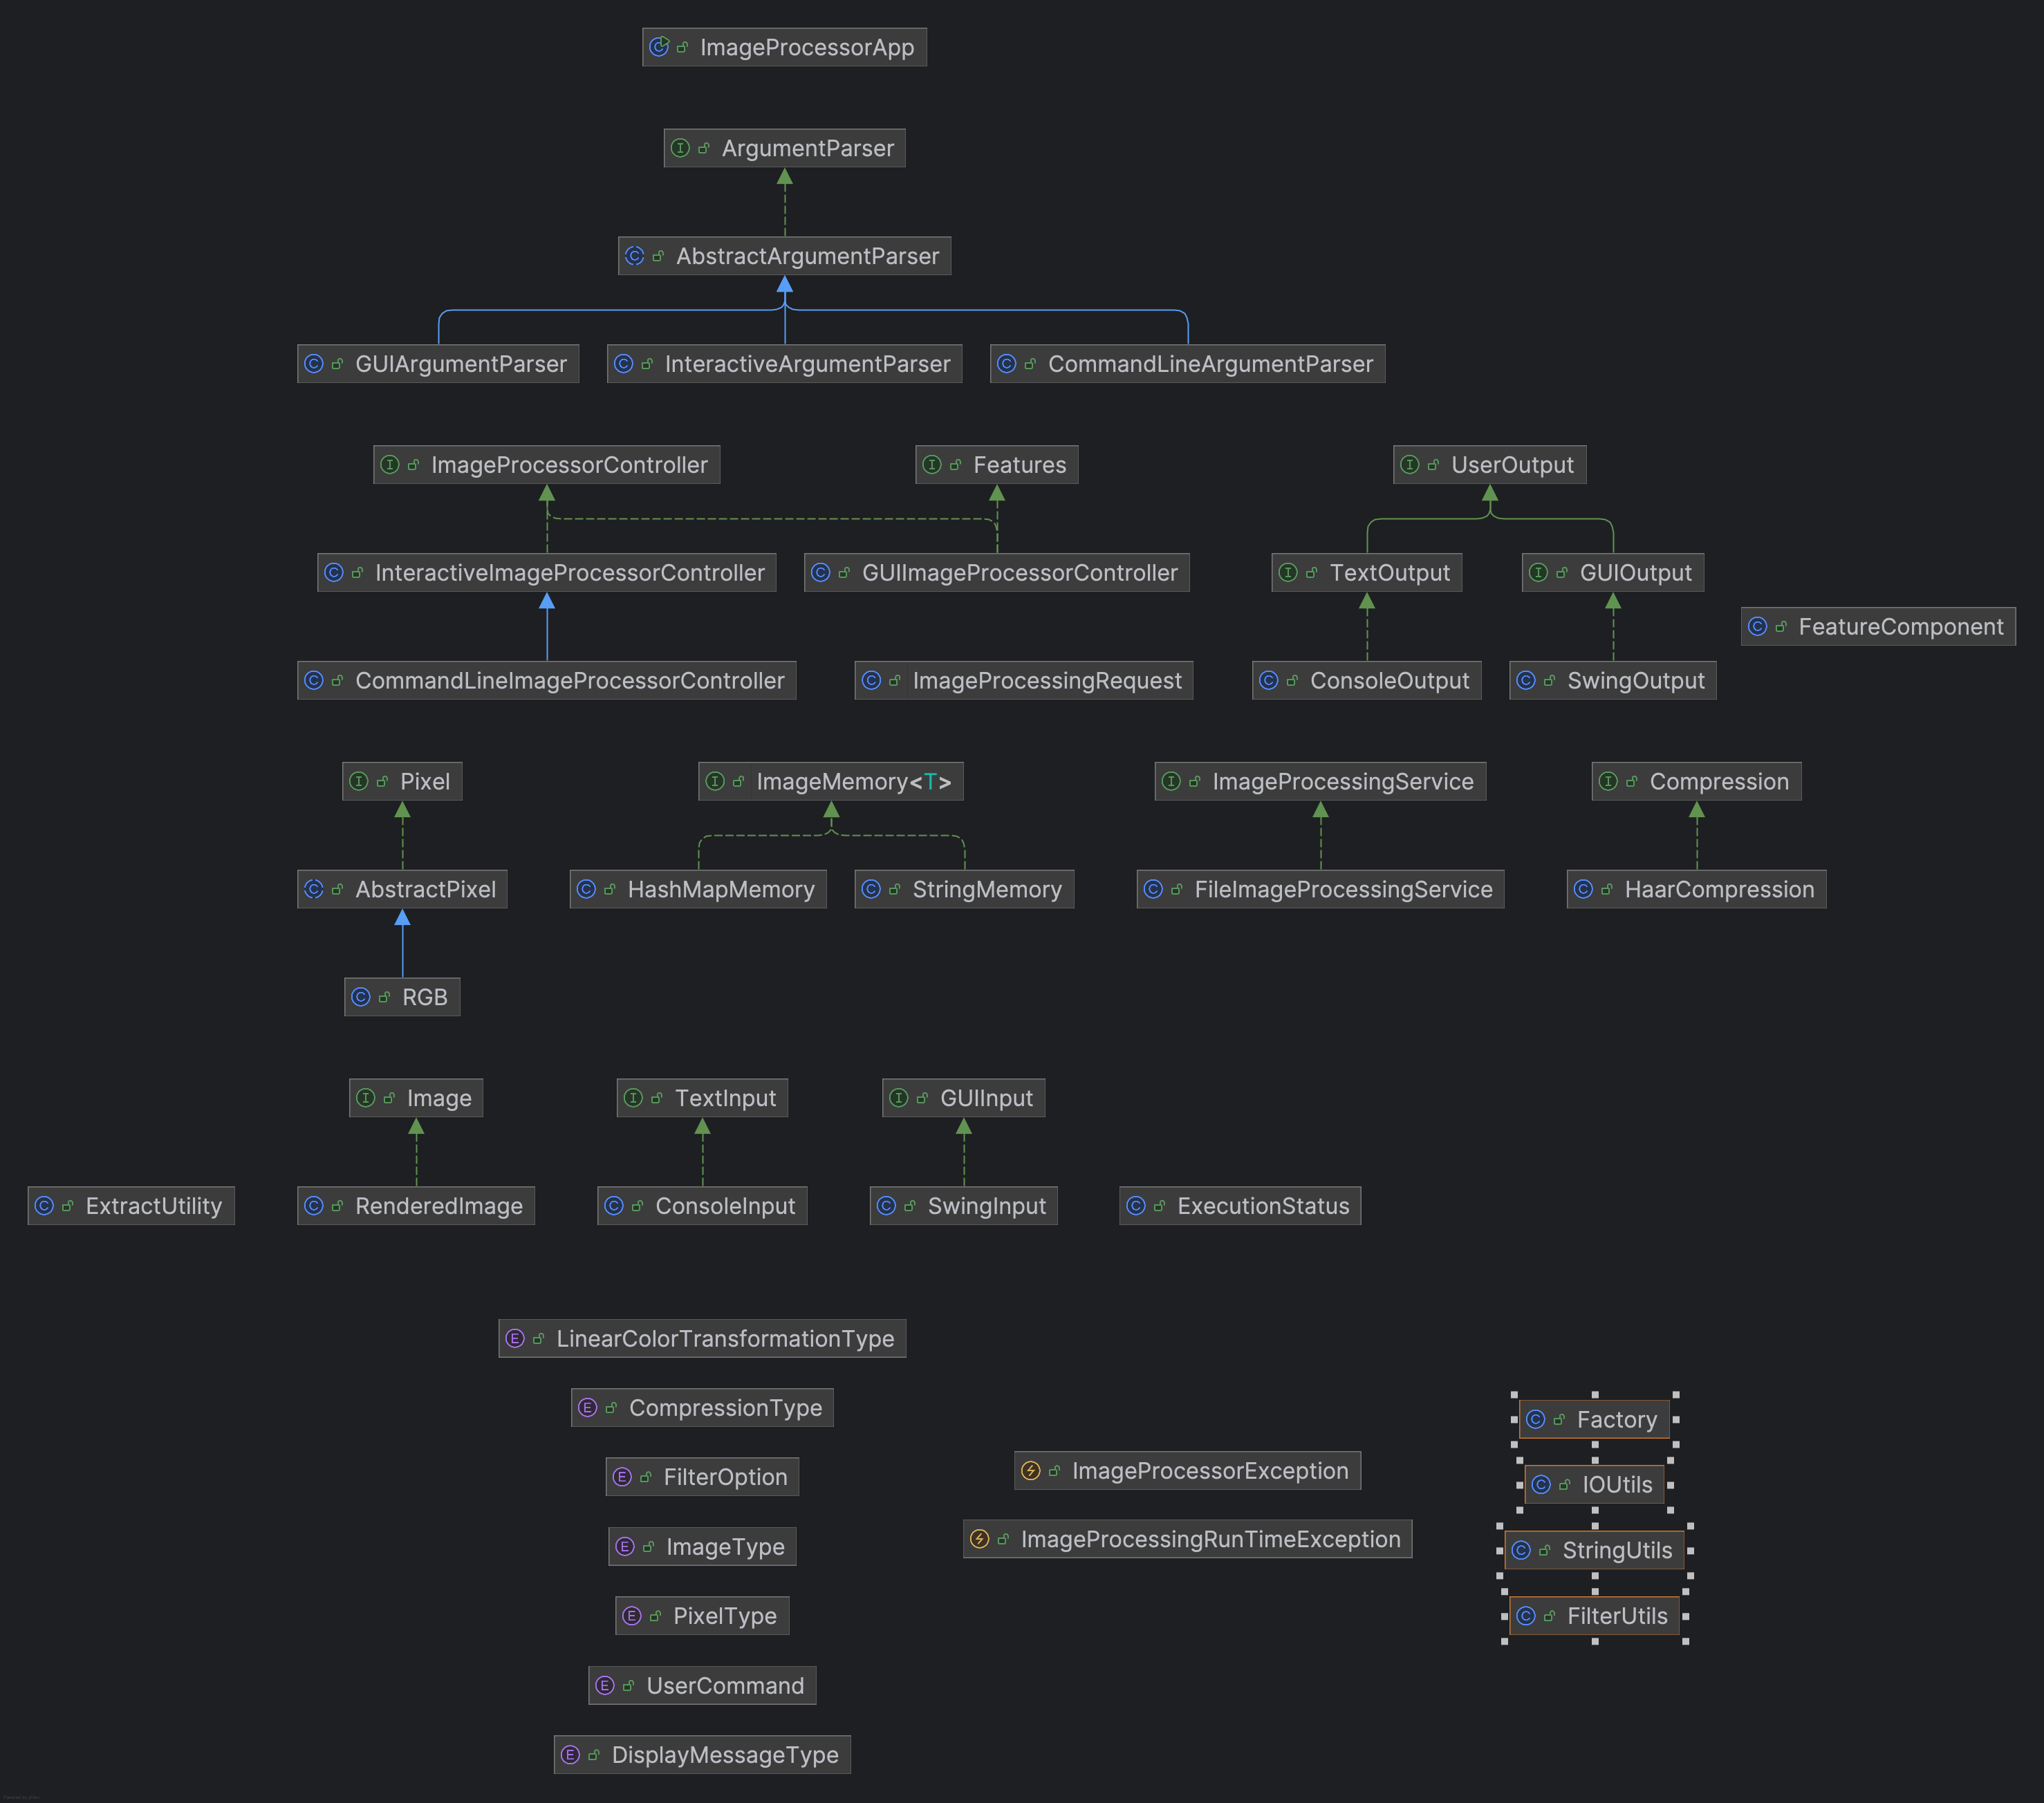 ImageProcessorApp
ArgumentParser
AbstractArgumentParser
GUIArgumentParser
InteractiveArgumentParser
CommandLineArgumentParser
ImageProcessorController
Features
UserOutput
InteractiveImageProcessorController
GUIImageProcessorController
TextOutput
GUIOutput
FeatureComponent
CommandLineImageProcessorController
ImageProcessingRequest
ConsoleOutput
SwingOutput
Pixel
ImageMemory<T>
ImageProcessingService
Compression
AbstractPixel
HashMapMemory
StringMemory
FileImageProcessingService
HaarCompression
RGB
Image
TextInput
GUIInput
ExtractUtility
RenderedImage
ConsoleInput
SwingInput
ExecutionStatus
LinearColorTransformationType
CompressionType
FilterOption
ImageType
PixelType
UserCommand
DisplayMessageType
ImageProcessorException
ImageProcessingRunTimeException
Factory
IOUtils
StringUtils
FilterUtils